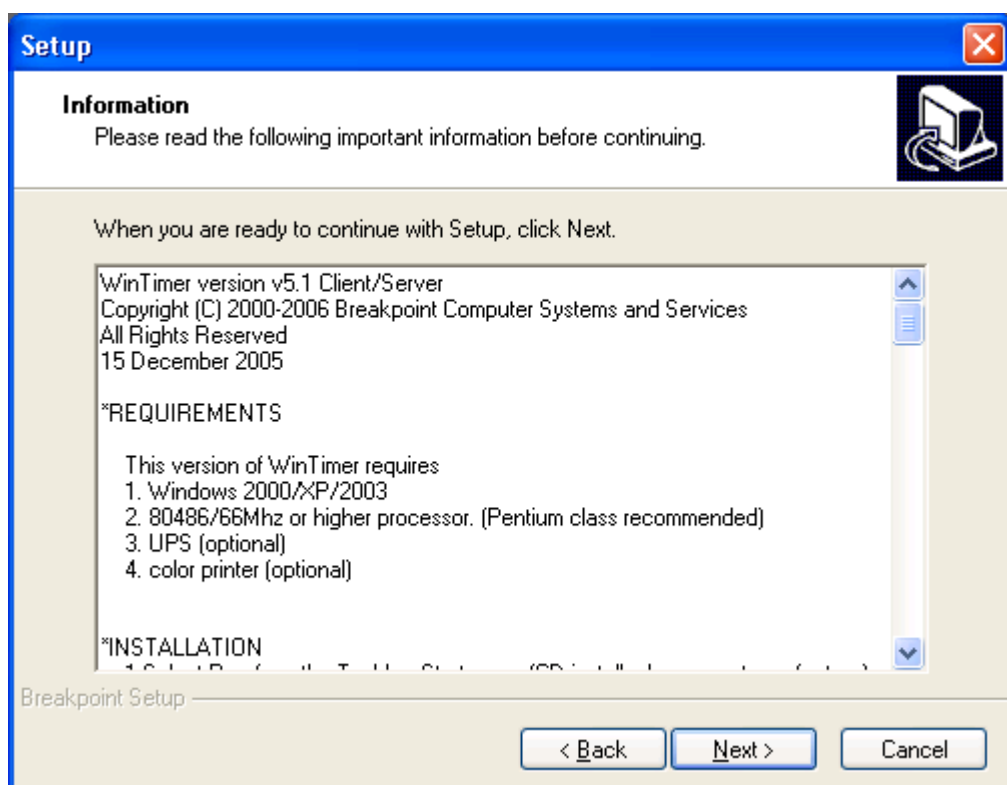 Setup
Information
Please read the following important information before continuing.
When you are ready to continue with Setup, click Next.
WinTimer version v5.1 Client/Server
Copyright (C) 2000-2006 Breakpoint Computer Systems and Services
All Rights Reserved
15 December 2005
*REQUIREMENTS
This version of WinTimer requires
1. Windows 2000/XP/2003
2. 80486/66Mhz or higher processor. (Pentium class recommended)
3. UPS (optional)
4. color printer (optional)
*INSTALLATION
Breakpoint Setup
< Back Next > Cancel